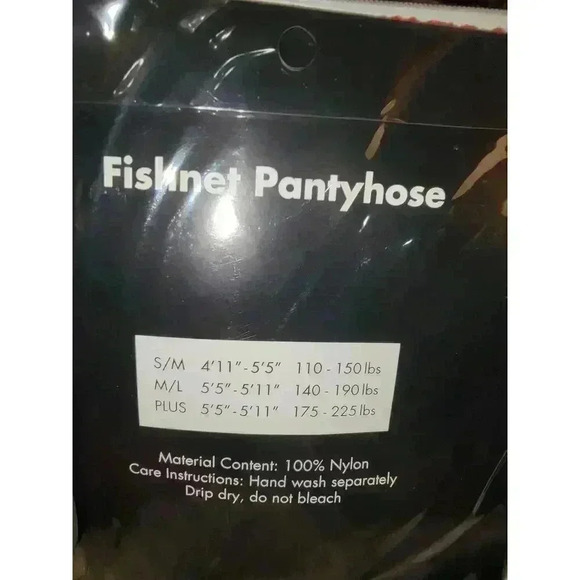 Fishnet Pantyhose
S/M 4'11" - 5'5" 110 - 150 lbs
M/L 5'5" - 5'11" 140 - 190 lbs
PLUS 5'5" - 5'11" 175 - 225 lbs
Material Content: 100% Nylon
Care Instructions: Hand wash separately
Drip dry, do not bleach